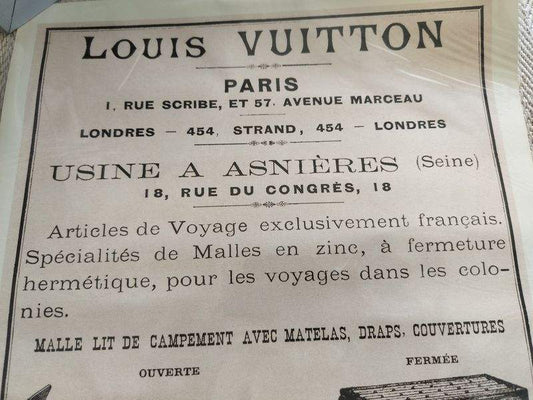 LOUIS VUITTON
PARIS
1, RUE SCRIBE, ET 57, AVENUE MARCEAU
LONDRES — 454, STRAND, 454 — LONDRES
USINE A ASNIÈRES (Seine)
18, RUE DU CONGRÈS, 18
Articles de Voyage exclusivement français.
Spécialités de Malles en zinc, à fermeture
hermétique, pour les voyages dans les colo-
nies.
MALLE LIT DE CAMPEMENT AVEC MATELAS, DRAPS, COUVERTURES
OUVERTE FERMÉE